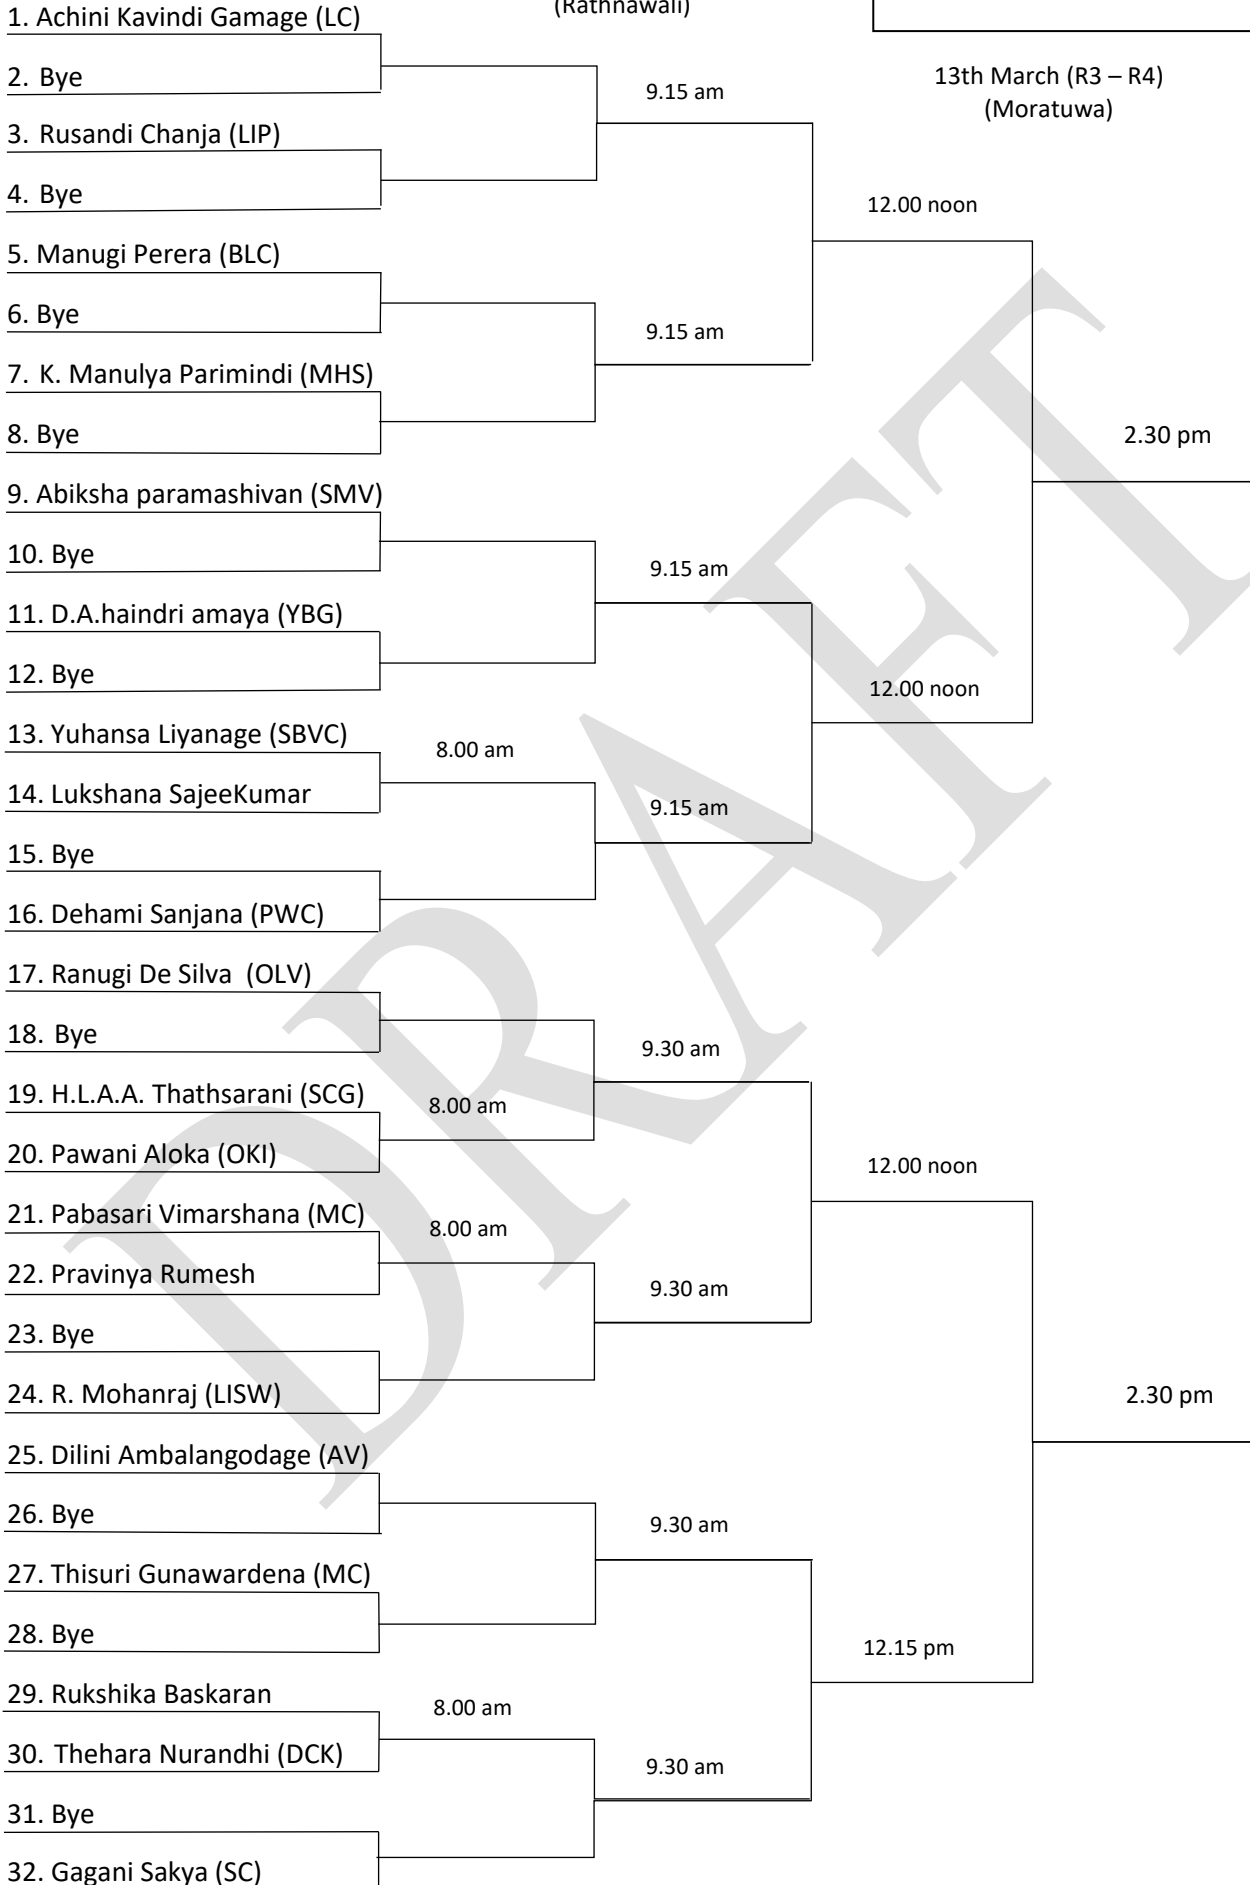 (Rathnawali)
1. Achini Kavindi Gamage (LC)
2. Bye
13th March (R3 – R4)
(Moratuwa)
9.15 am
3. Rusandi Chanja (LIP)
4. Bye
12.00 noon
5. Manugi Perera (BLC)
6. Bye
9.15 am
7. K. Manulya Parimindi (MHS)
8. Bye
2.30 pm
9. Abiksha paramashivan (SMV)
10. Bye
9.15 am
11. D.A.haindri amaya (YBG)
12. Bye
12.00 noon
13. Yuhansa Liyanage (SBVC)
8.00 am
14. Lukshana SajeeKumar
9.15 am
15. Bye
16. Dehami Sanjana (PWC)
17. Ranugi De Silva (OLV)
18. Bye
9.30 am
19. H.L.A.A. Thathsarani (SCG)
8.00 am
20. Pawani Aloka (OKI)
12.00 noon
21. Pabasari Vimarshana (MC)
8.00 am
22. Pravinya Rumesh
9.30 am
23. Bye
24. R. Mohanraj (LISW)
2.30 pm
25. Dilini Ambalangodage (AV)
26. Bye
9.30 am
27. Thisuri Gunawardena (MC)
28. Bye
12.15 pm
29. Rukshika Baskaran
8.00 am
30. Thehara Nurandhi (DCK)
9.30 am
31. Bye
32. Gagani Sakya (SC)
DRAFT